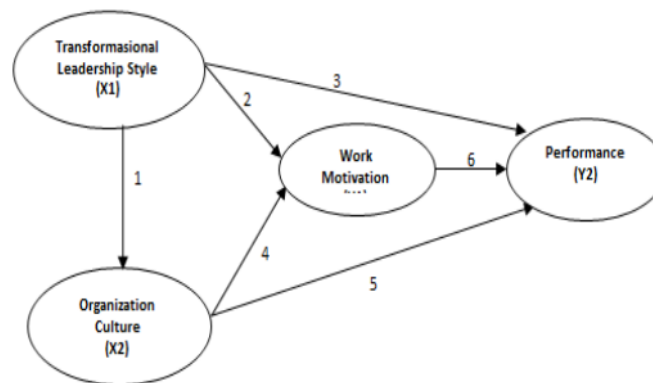 Transformasional
Leadership Style
(X1)
3
2
Work
Motivation
6
Performance
(Y2)
1
4
5
Organization
Culture
(X2)